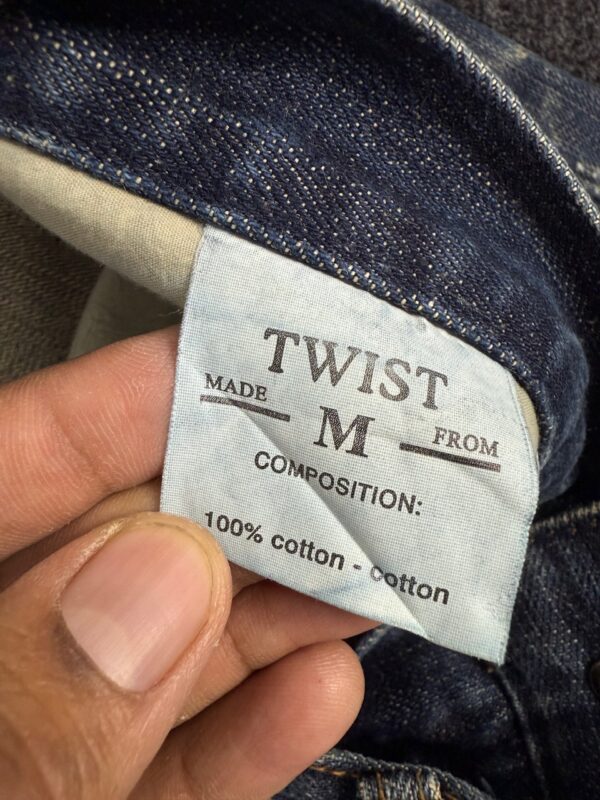 TWIST
MADE M FROM
COMPOSITION:
100% cotton - cotton